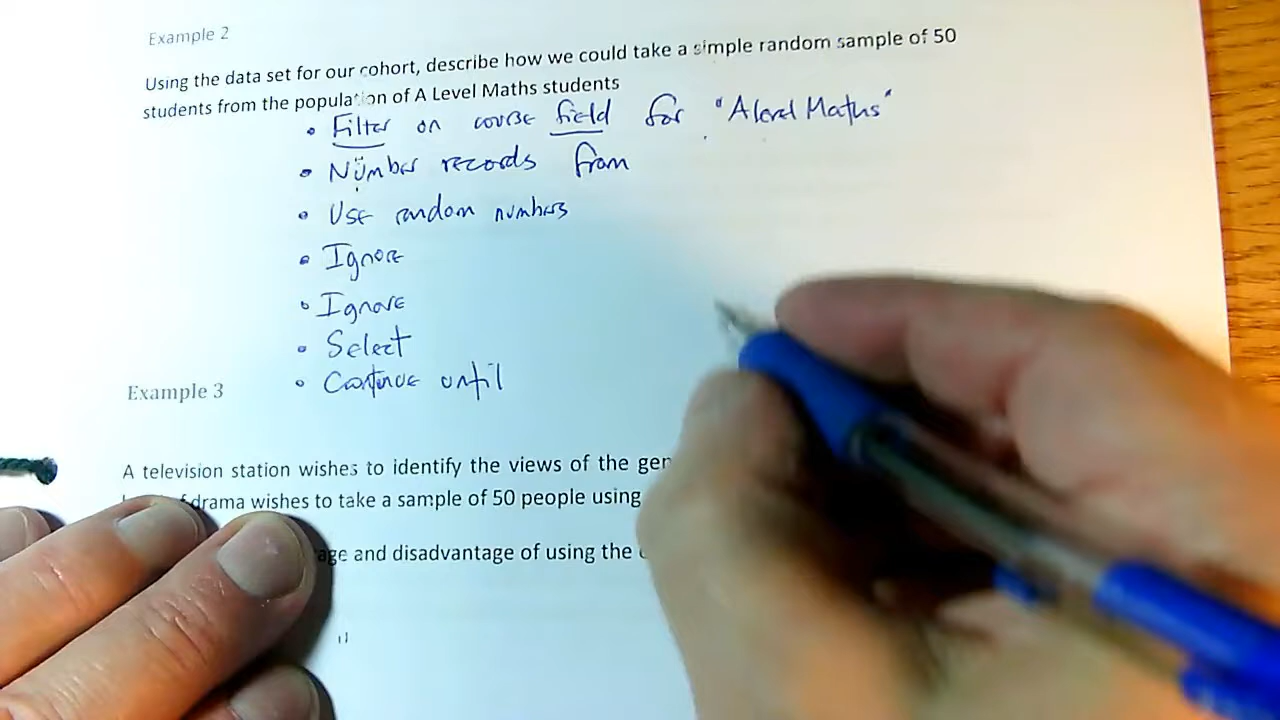 Example 2
Using the data set for our cohort, describe how we could take a simple random sample of 50
students from the population of A Level Maths students
• Filter on course field for "A level Maths"
• Number records from
• Use random numbers
• Ignore
• Ignore
• Select
• Continue until
Example 3
A television station wishes to identify the views of the
drama wishes to take a sample of 50 people using
and disadvantage of using the